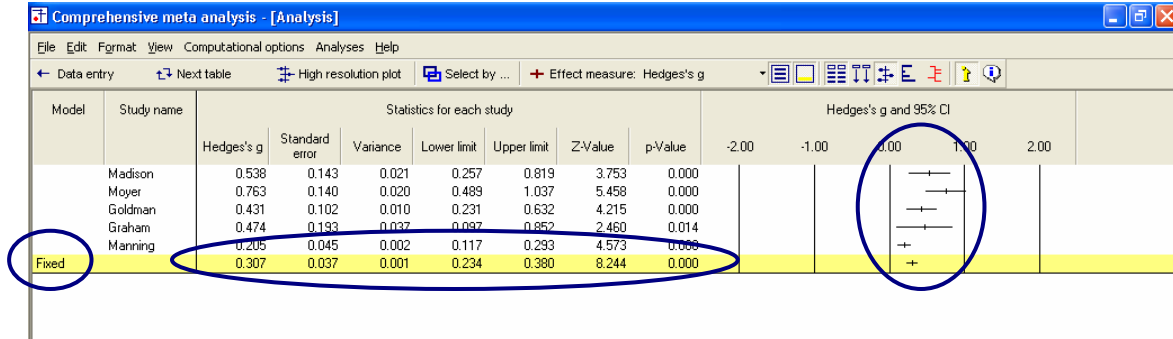 Comprehensive meta analysis - [Analysis]
File Edit Format View Computational options Analyses Help
← Data entry Next table High resolution plot Select by ... Effect measure: Hedges's g
Model Study name Statistics for each study Hedges's g and 95% CI
Hedges's g Standard error Variance Lower limit Upper limit Z-Value p-Value -2.00 -1.00 0.00 1.00 2.00
Madison 0.538 0.143 0.021 0.257 0.819 3.753 0.000
Moyer 0.763 0.140 0.020 0.489 1.037 5.458 0.000
Goldman 0.431 0.102 0.010 0.231 0.632 4.215 0.000
Graham 0.474 0.193 0.037 0.097 0.852 2.460 0.014
Manning 0.205 0.045 0.002 0.117 0.293 4.573 0.000
Fixed 0.307 0.037 0.001 0.234 0.380 8.244 0.000